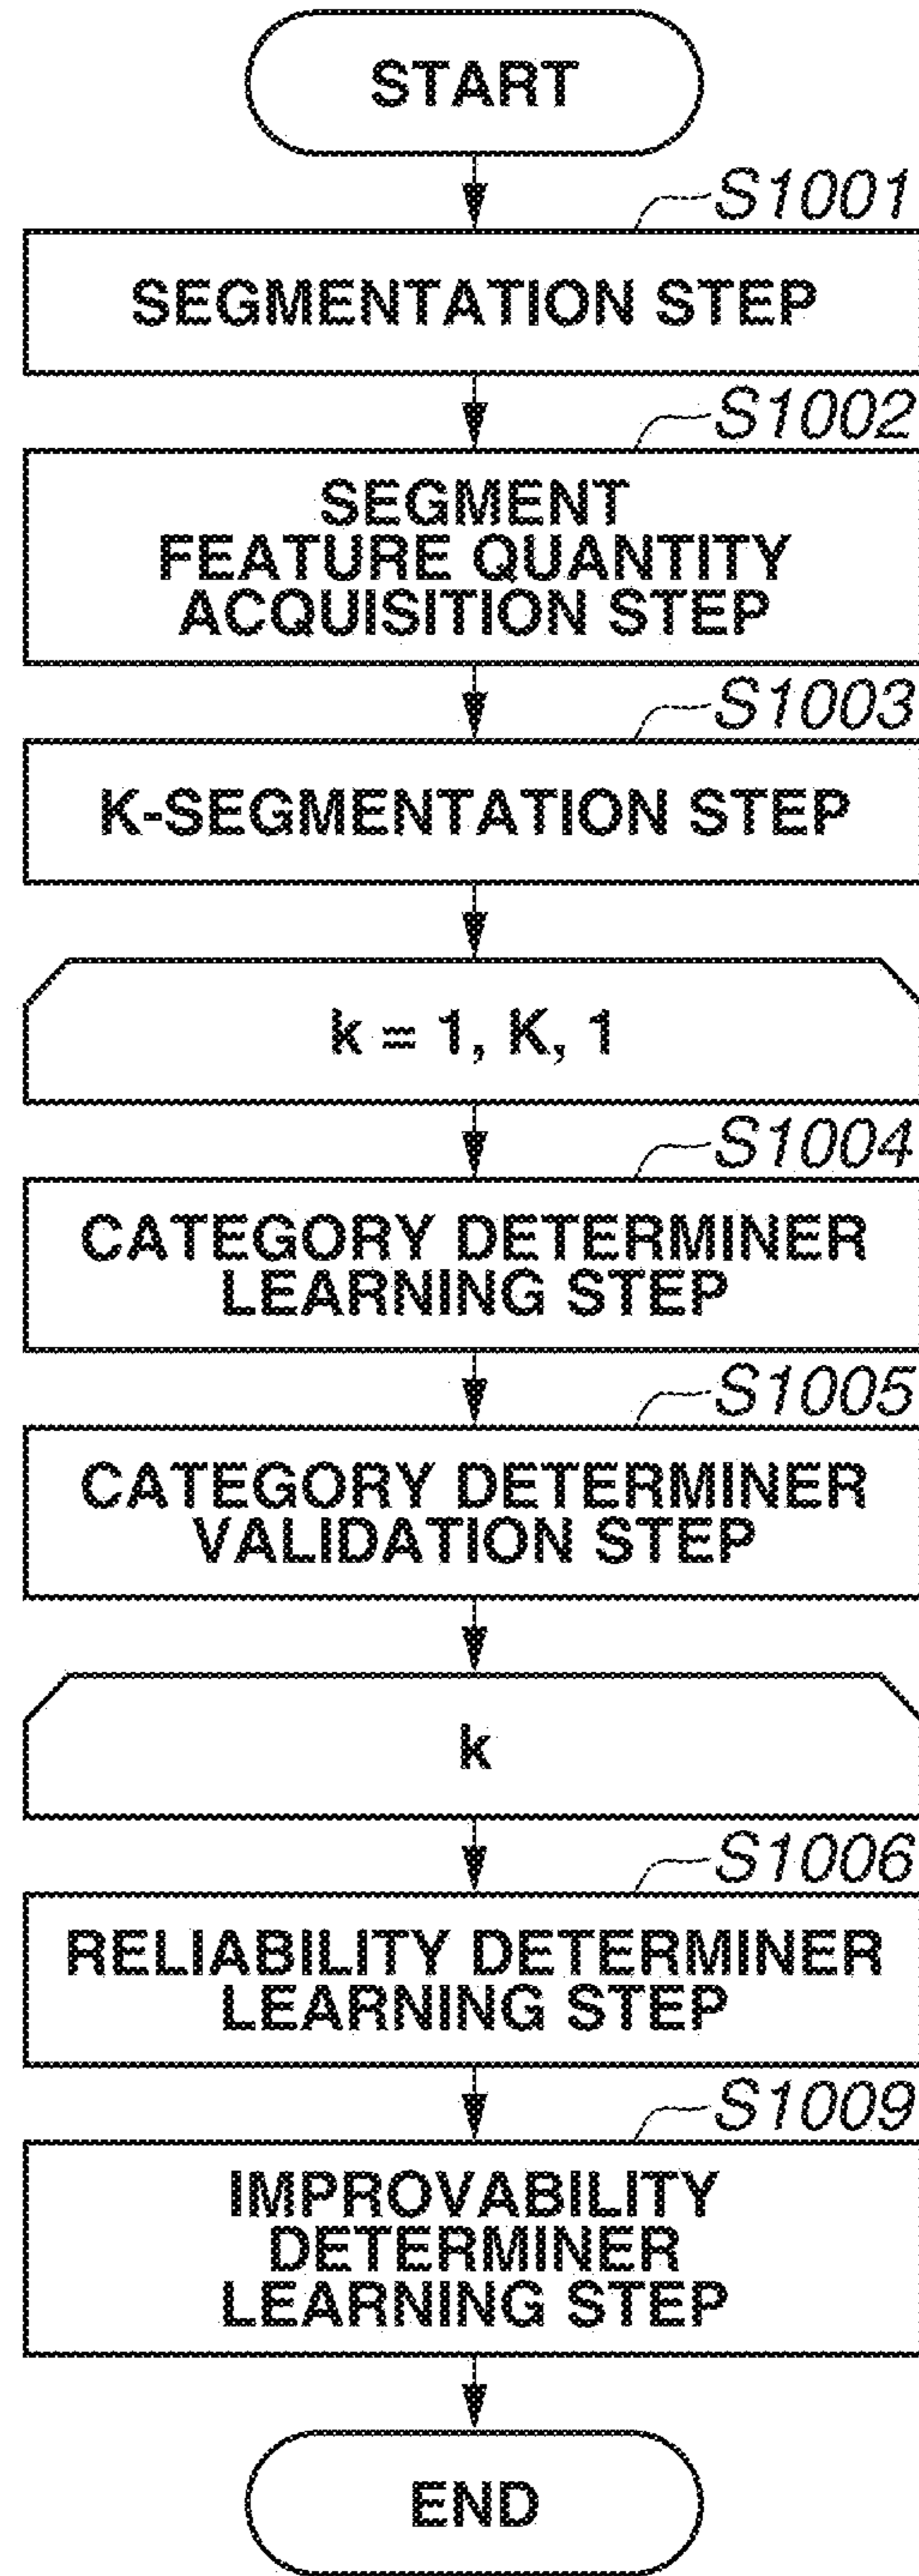 START
S1001
SEGMENTATION STEP
S1002
SEGMENT
FEATURE QUANTITY
ACQUISITION STEP
S1003
K-SEGMENTATION STEP
k = 1, K, 1
S1004
CATEGORY DETERMINER
LEARNING STEP
S1005
CATEGORY DETERMINER
VALIDATION STEP
k
S1006
RELIABILITY DETERMINER
LEARNING STEP
S1009
IMPROVABILITY
DETERMINER
LEARNING STEP
END